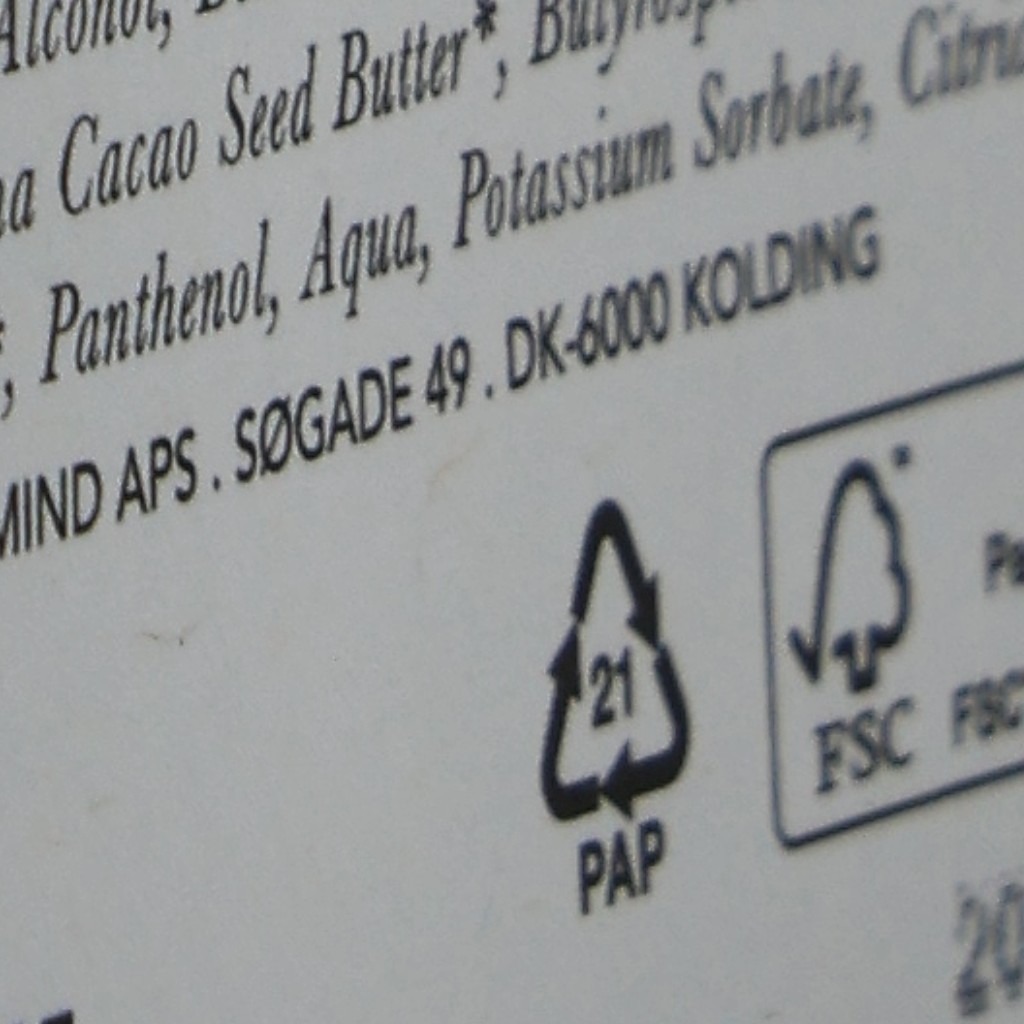 Alcohol,
Cacao Seed Butter*,
, Panthenol, Aqua, Potassium Sorbate,
MIND APS . SØGADE 49 . DK-6000 KOLDING
21
PAP
FSC